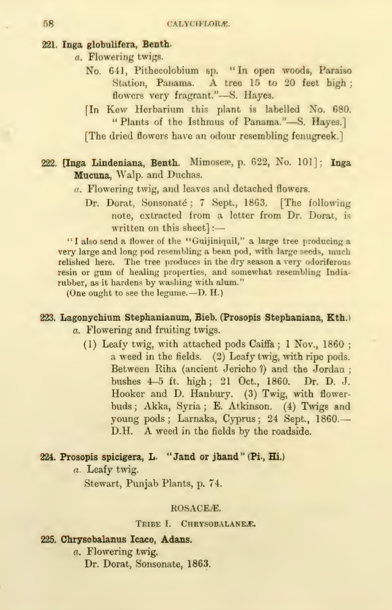 58
CALYCIFLORÆ.
221. Inga globulifera, Benth.
a. Flowering twigs.
No. 641, Pithecolobium sp. "In open woods, Paraiso
Station, Panama. A tree 15 to 20 feet high ;
flowers very fragrant."—S. Hayes.
[In Kew Herbarium this plant is labelled No. 680.
"Plants of the Isthmus of Panama."—S. Hayes.]
[The dried flowers have an odour resembling fenugreek.]
222. [Inga Lindeniana, Benth. Mimoseæ, p. 622, No. 101]; Inga
Mucuna, Walp. and Duchas.
a. Flowering twig, and leaves and detached flowers.
Dr. Dorat, Sonsonaté ; 7 Sept., 1863. [The following
note, extracted from a letter from Dr. Dorat, is
written on this sheet] :—
"I also send a flower of the "Guijiniquil," a large tree producing a
very large and long pod resembling a bean pod, with large seeds, much
relished here. The tree produces in the dry season a very odoriferous
resin or gum of healing properties, and somewhat resembling India-
rubber, as it hardens by washing with alum."
(One ought to see the legume.—D. H.)
223. Lagonychium Stephanianum, Bieb. (Prosopis Stephaniana, Kth.)
a. Flowering and fruiting twigs.
(1) Leafy twig, with attached pods Caiffa ; 1 Nov., 1860 ;
a weed in the fields. (2) Leafy twig, with ripe pods.
Between Riha (ancient Jericho ?) and the Jordan ;
bushes 4–5 ft. high ; 21 Oct., 1860. Dr. D. J.
Hooker and D. Hanbury. (3) Twig, with flower-
buds ; Akka, Syria ; E. Atkinson. (4) Twigs and
young pods ; Larnaka, Cyprus ; 24 Sept., 1860.—
D.H. A weed in the fields by the roadside.
224. Prosopis spicigera, L. "Jand or jhand" (Pi., Hi.)
a. Leafy twig.
Stewart, Punjab Plants, p. 74.
ROSACEÆ.
TRIBE I. CHRYSOBALANEÆ.
225. Chrysobalanus Icaco, Adans.
a. Flowering twig.
Dr. Dorat, Sonsonate, 1863.